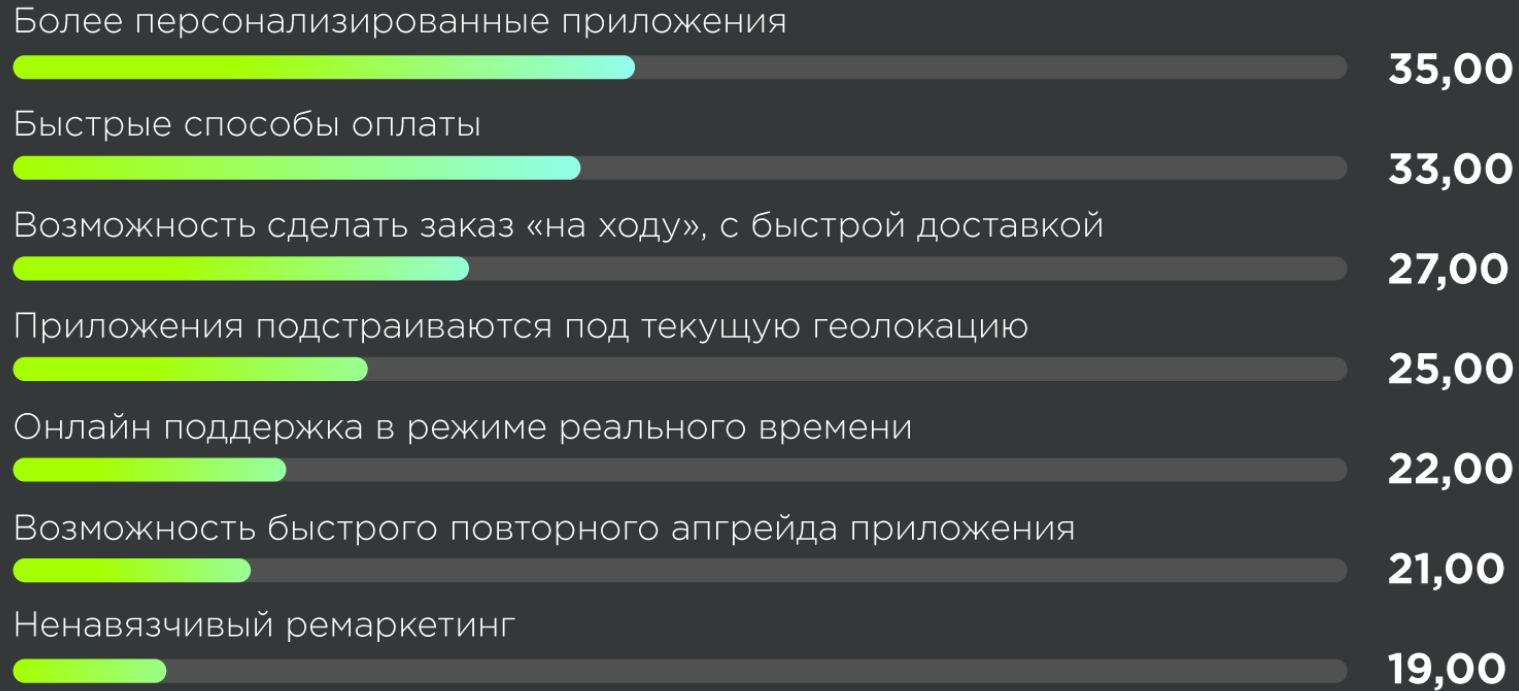 Более персонализированные приложения
35,00
Быстрые способы оплаты
33,00
Возможность сделать заказ «на ходу», с быстрой доставкой
27,00
Приложения подстраиваются под текущую геолокацию
25,00
Онлайн поддержка в режиме реального времени
22,00
Возможность быстрого повторного апгрейда приложения
21,00
Ненавязчивый ремаркетинг
19,00